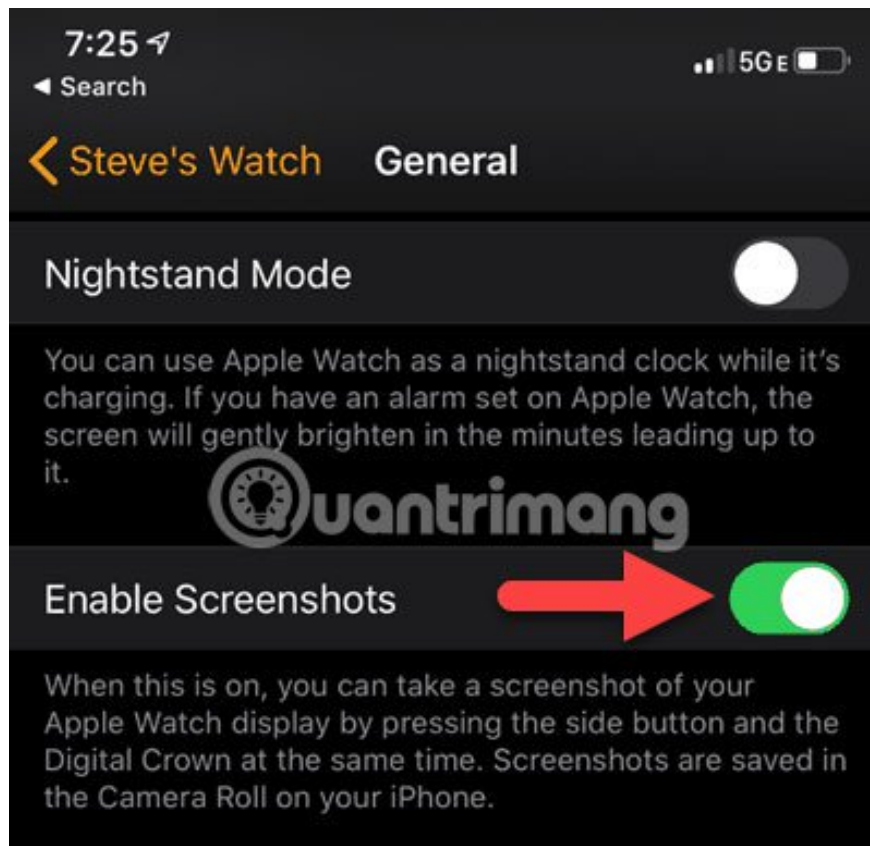 7:25
5G E
Search
Steve's Watch General
Nightstand Mode
You can use Apple Watch as a nightstand clock while it's
charging. If you have an alarm set on Apple Watch, the
screen will gently brighten in the minutes leading up to
it.
Quantrimang
Enable Screenshots
When this is on, you can take a screenshot of your
Apple Watch display by pressing the side button and the
Digital Crown at the same time. Screenshots are saved in
the Camera Roll on your iPhone.